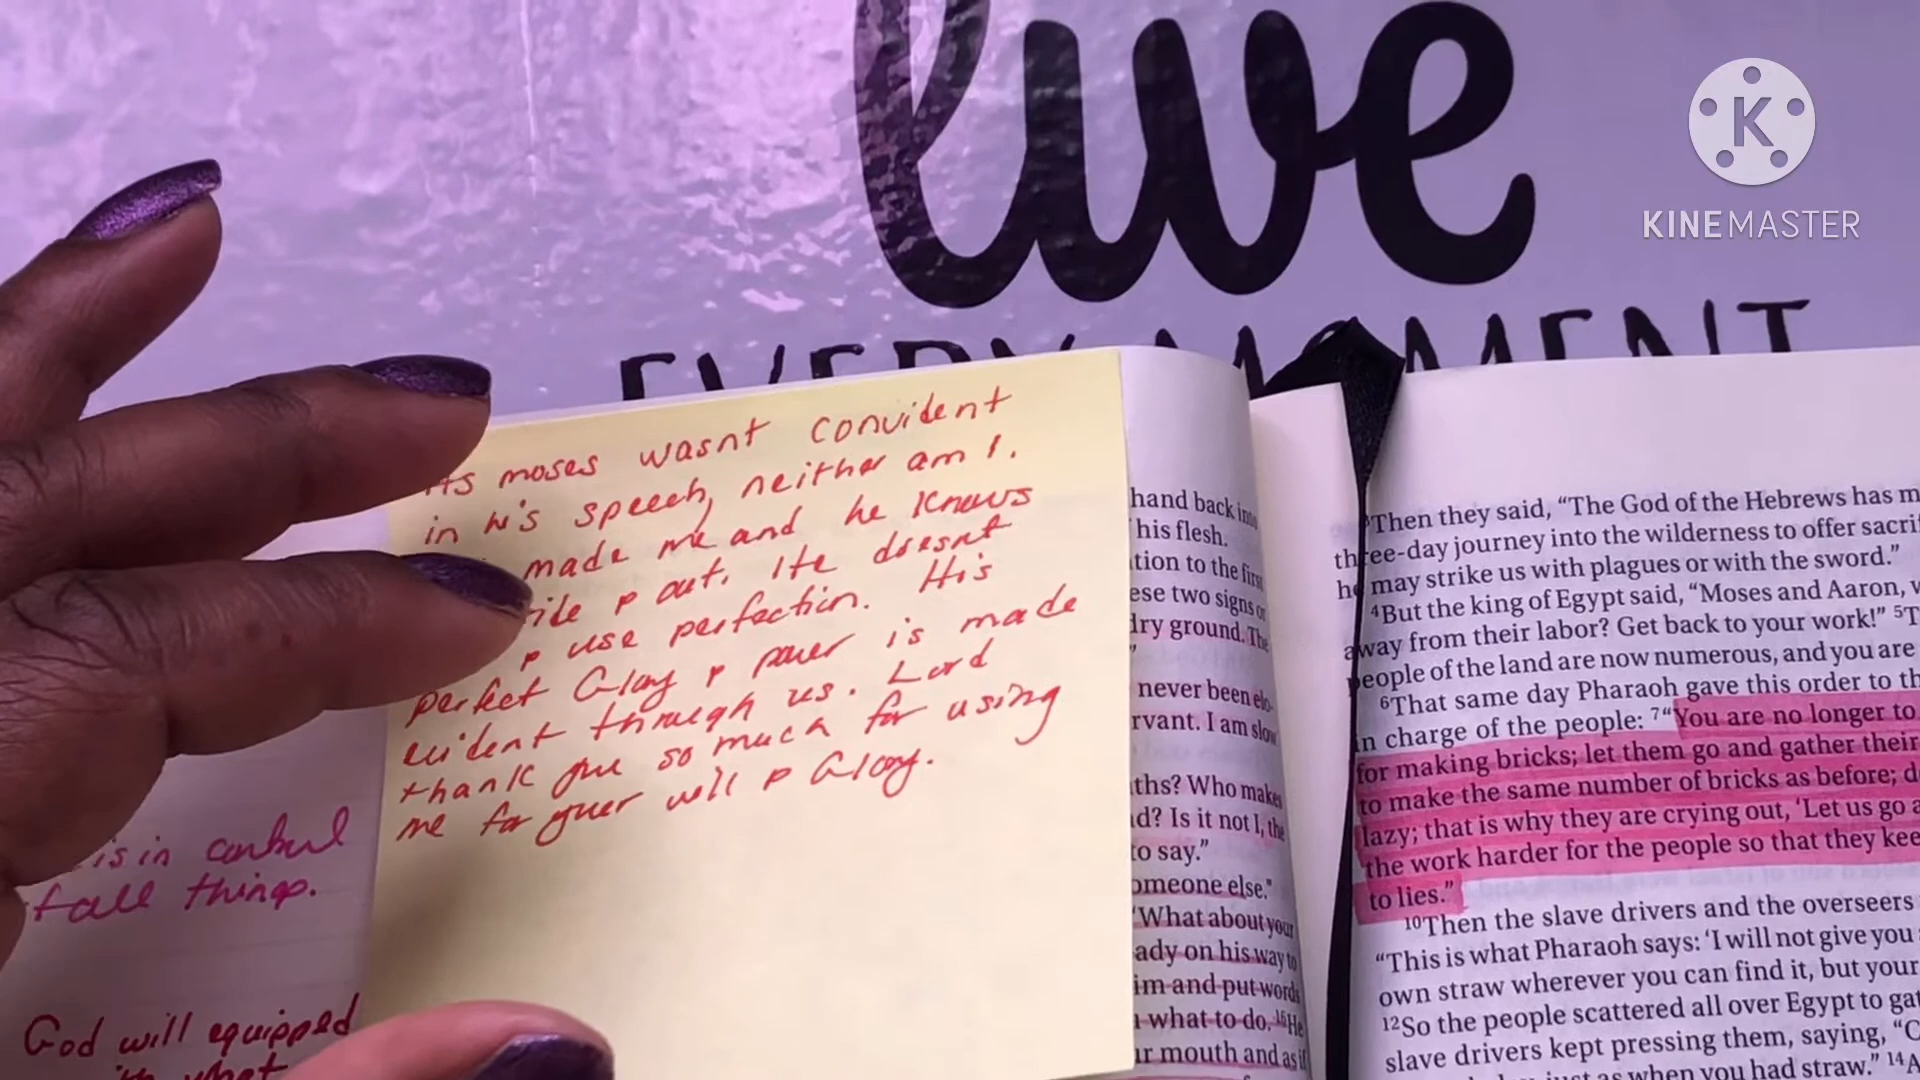 live
EVERY MOMENT
KINEMASTER
As moses wasnt convident
in his speech, neither am I.
made me and he knows
out. He doesnt
use perfection. His
perfect Glory & power is made
evident through us. Lord
thank you so much for using
me for your will & Glory.
is in control
things.
God will equipped
what
hand back into
his flesh.
tion to the first
ese two signs or
dry ground. The
never been elo-
rvant. I am slow
ths? Who makes
d? Is it not I, the
to say.”
omeone else.”
“What about your
ady on his way to
im and put words
what to do. 16He
ur mouth and as if
Then they said, “The God of the Hebrews has m
three-day journey into the wilderness to offer sacri
he may strike us with plagues or with the sword.”
4But the king of Egypt said, “Moses and Aaron, w
away from their labor? Get back to your work!” 5T
people of the land are now numerous, and you are
6That same day Pharaoh gave this order to th
in charge of the people: 7“You are no longer to
for making bricks; let them go and gather their
to make the same number of bricks as before; d
lazy; that is why they are crying out, ‘Let us go a
the work harder for the people so that they kee
to lies.”
10Then the slave drivers and the overseers
“This is what Pharaoh says: ‘I will not give you
own straw wherever you can find it, but your
12So the people scattered all over Egypt to gat
slave drivers kept pressing them, saying, “C
just as when you had straw.” 14A